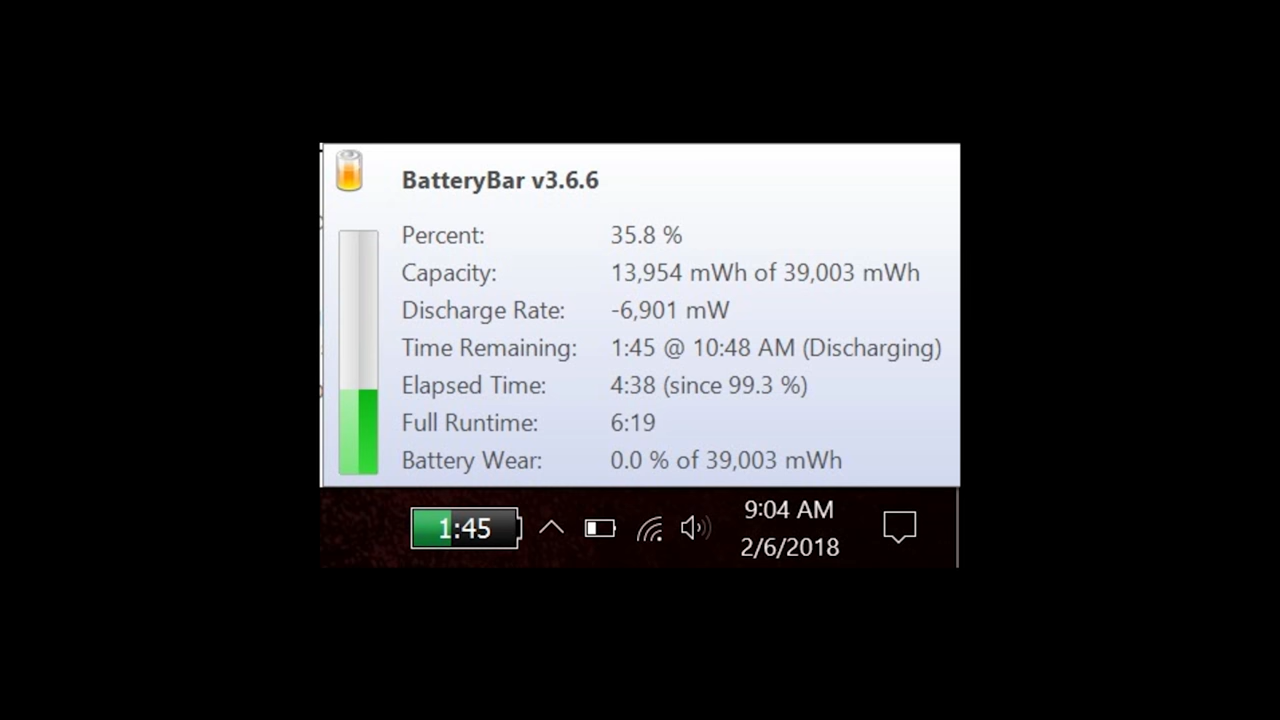 BatteryBar v3.6.6
Percent: 35.8 %
Capacity: 13,954 mWh of 39,003 mWh
Discharge Rate: -6,901 mW
Time Remaining: 1:45 @ 10:48 AM (Discharging)
Elapsed Time: 4:38 (since 99.3 %)
Full Runtime: 6:19
Battery Wear: 0.0 % of 39,003 mWh
1:45
9:04 AM
2/6/2018